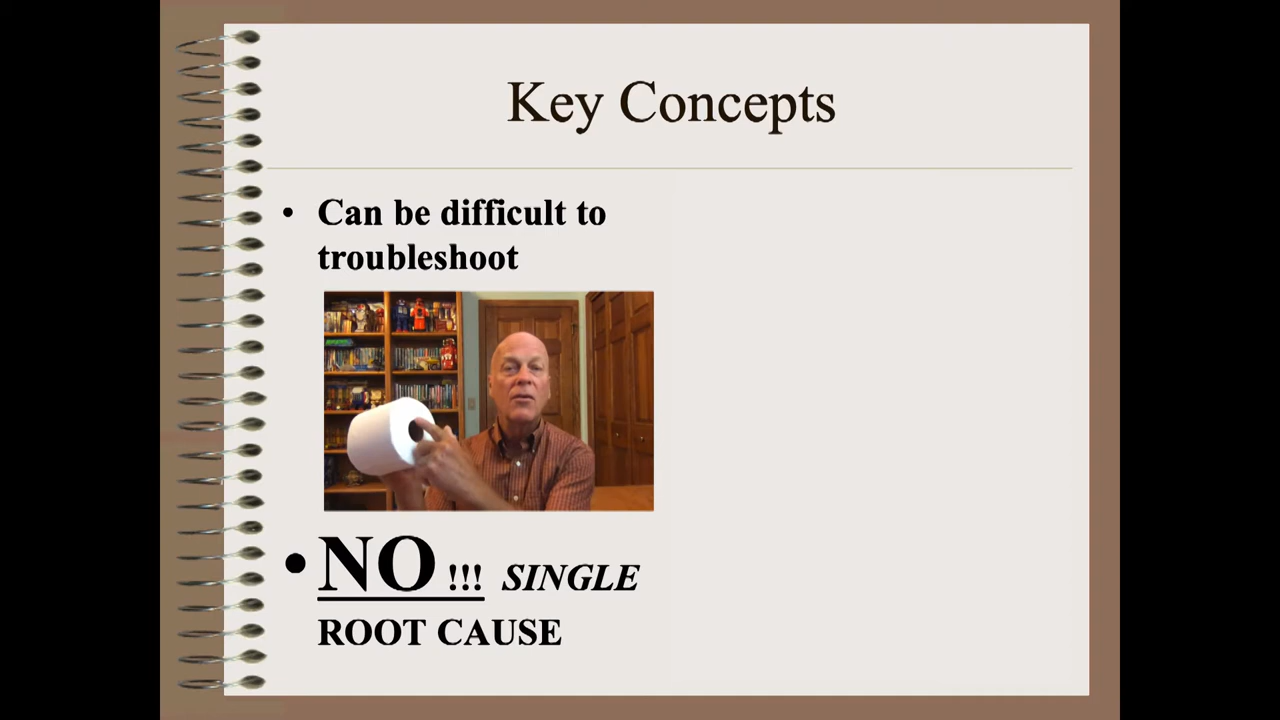 Key Concepts
• Can be difficult to
troubleshoot
• NO !!! SINGLE
ROOT CAUSE